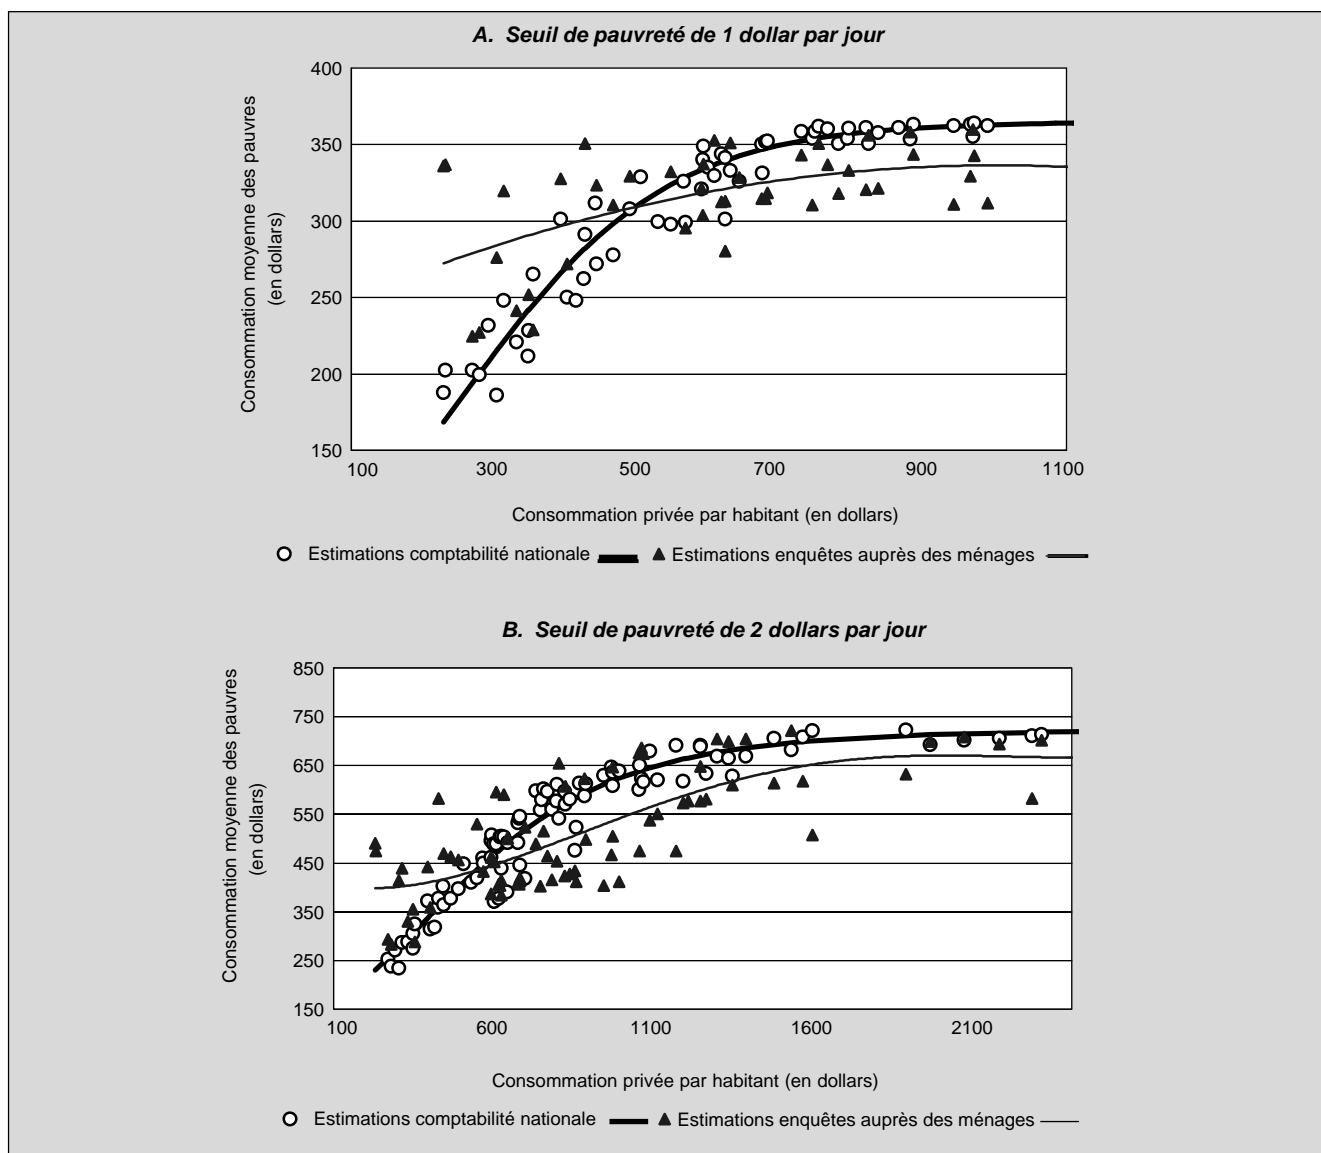 A. Seuil de pauvreté de 1 dollar par jour
Consommation moyenne des pauvres
(en dollars)
400
350
300
250
200
150
100 300 500 700 900 1100
Consommation privée par habitant (en dollars)
Estimations comptabilité nationale Estimations enquêtes auprès des ménages
B. Seuil de pauvreté de 2 dollars par jour
Consommation moyenne des pauvres
(en dollars)
850
750
650
550
450
350
250
150
100 600 1100 1600 2100
Consommation privée par habitant (en dollars)
Estimations comptabilité nationale Estimations enquêtes auprès des ménages